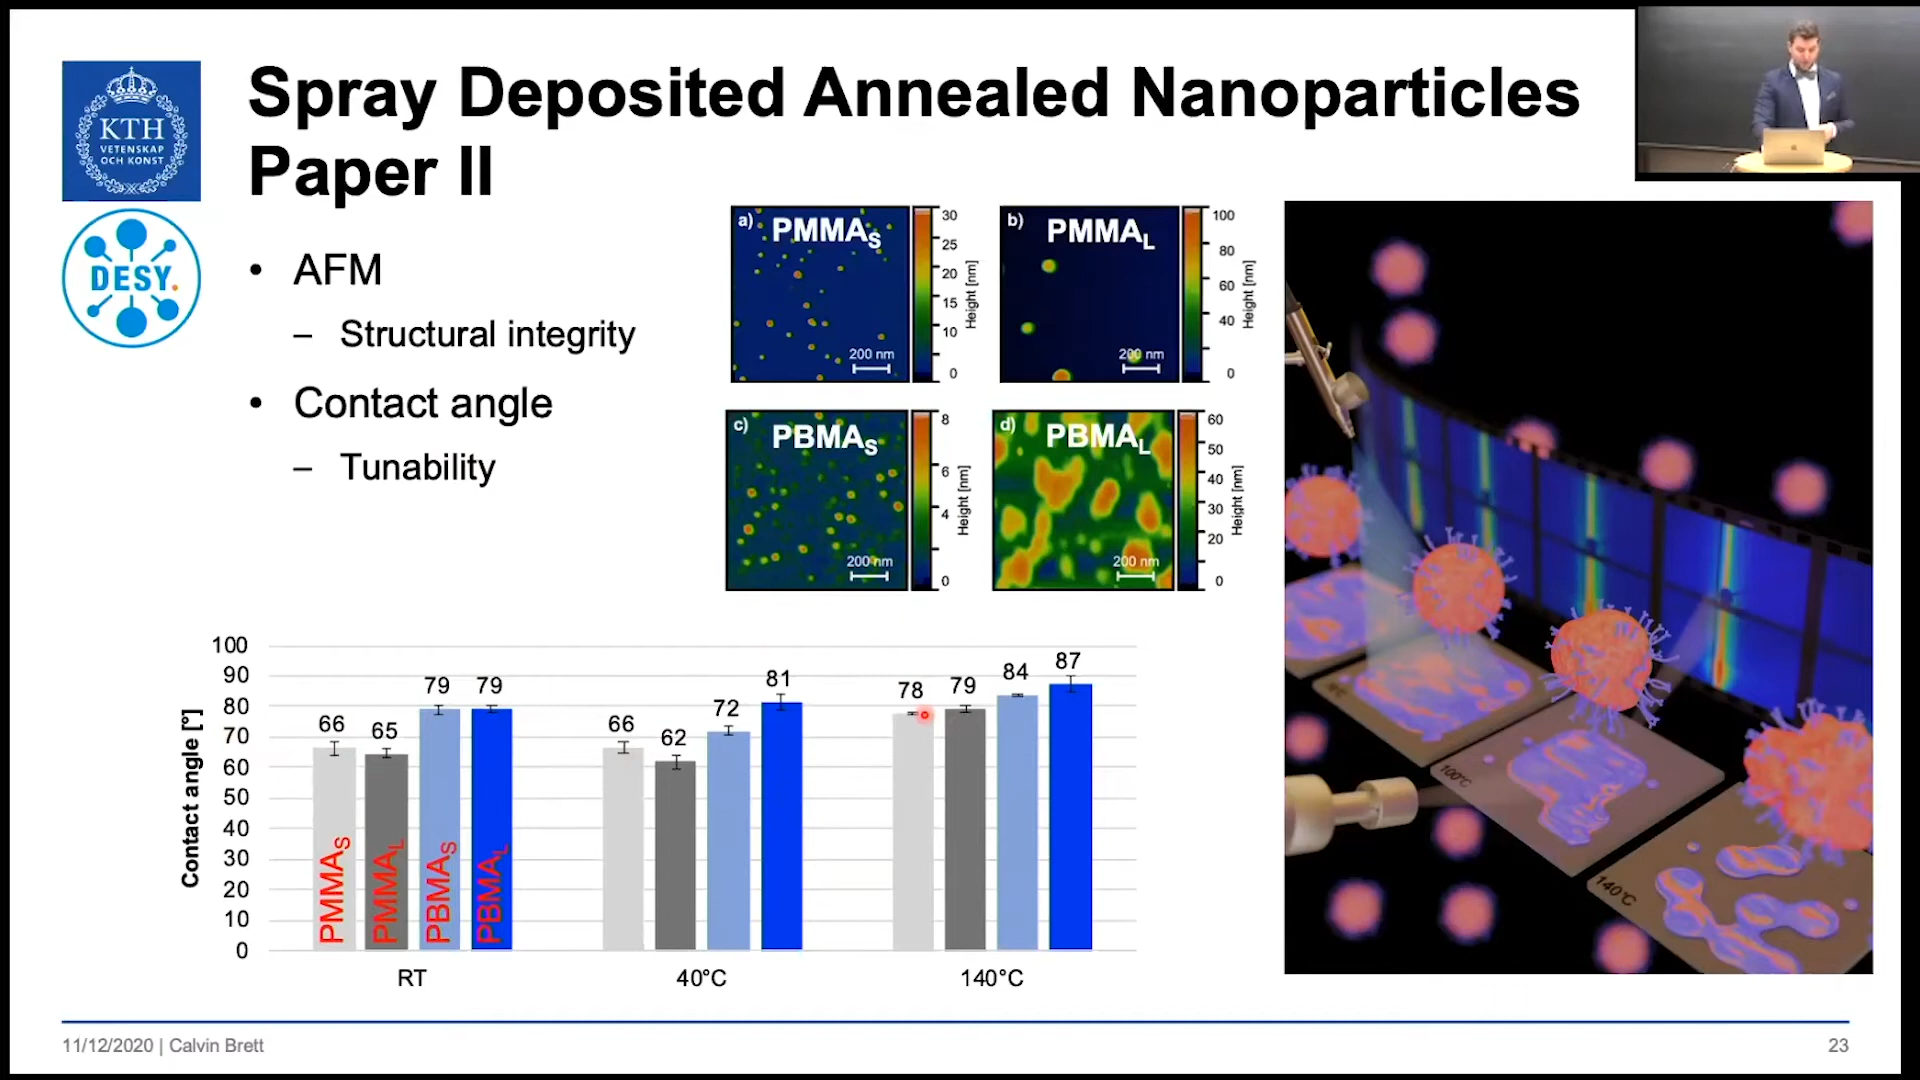 Spray Deposited Annealed Nanoparticles
Paper II
KTH
VETENSKAP
OCH KONST
DESY.
• AFM
– Structural integrity
• Contact angle
– Tunability
a) PMMAS
200 nm
30
25
20
15
10
0
Height [nm]
b) PMMAL
200 nm
100
80
60
40
0
Height [nm]
c) PBMAS
200 nm
8
6
4
0
Height [nm]
d) PBMAL
200 nm
60
50
40
30
20
0
Height [nm]
Contact angle [°]
100
90
80
70
60
50
40
30
20
10
0
66 65 79 79
66 62 72 81
78 79 84 87
PMMAS PMMAL PBMAS PBMAL
RT 40°C 140°C
100°C
140°C
11/12/2020 | Calvin Brett
23